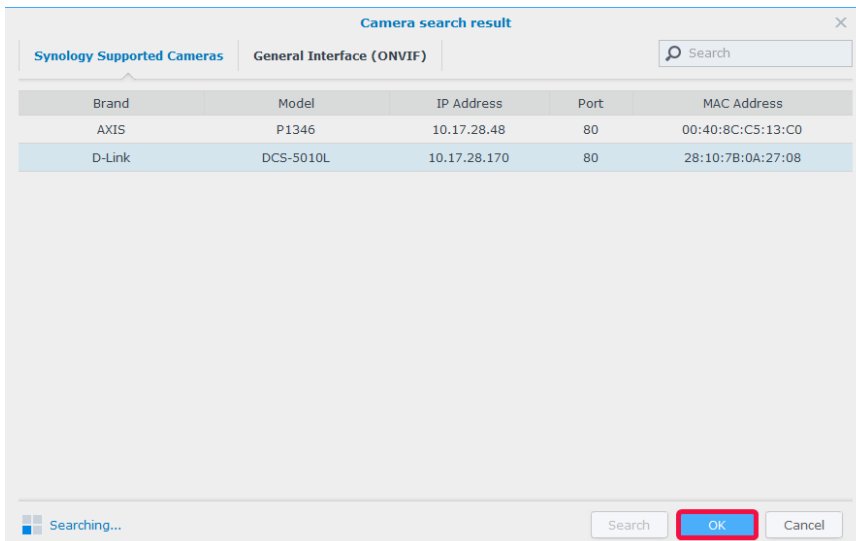 Camera search result
Synology Supported Cameras General Interface (ONVIF) Search
Brand Model IP Address Port MAC Address
AXIS P1346 10.17.28.48 80 00:40:8C:C5:13:C0
D-Link DCS-5010L 10.17.28.170 80 28:10:7B:0A:27:08
Searching... Search OK Cancel